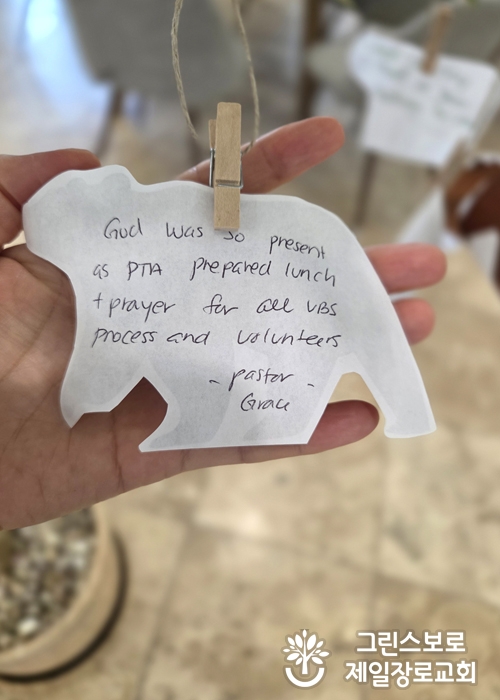 God was so present
as PTA prepared lunch
+ prayer for all VBS
process and volunteers
- pastor -
Grace
그린스보로
제일장로교회